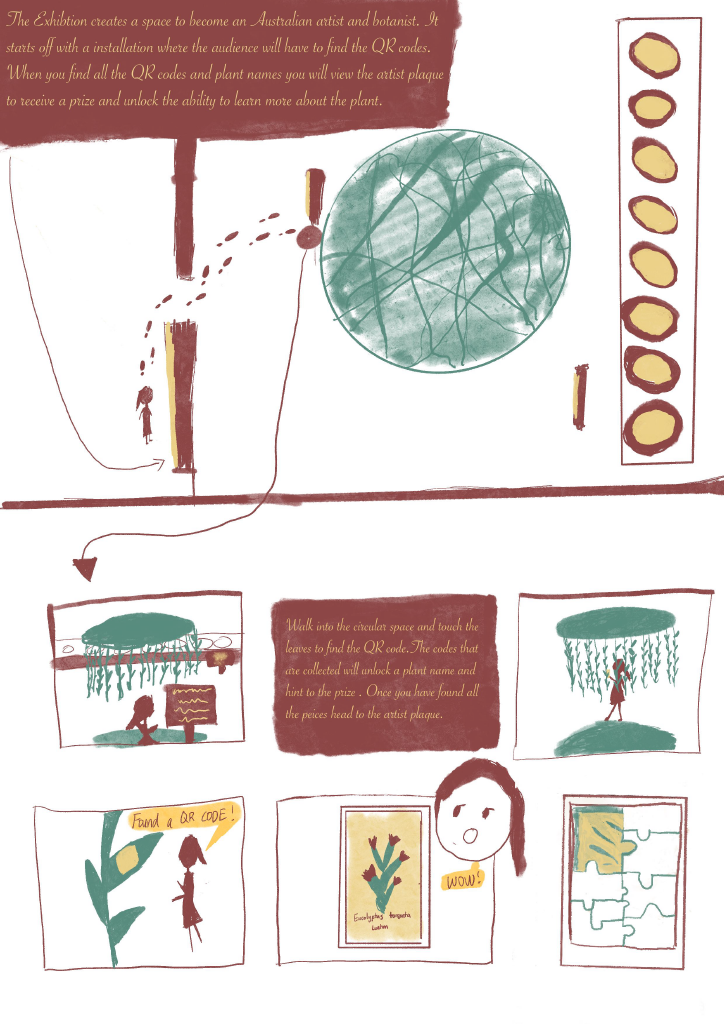 The Exhibtion creates a space to become an Australian artist and botanist. It
starts off with a installation where the audience will have to find the QR codes.
When you find all the QR codes and plant names you will view the artist plaque
to receive a prize and unlock the ability to learn more about the plant.
Walk into the circular space and touch the
leaves to find the QR code.The codes that
are collected will unlock a plant name and
hint to the prize . Once you have found all
the peices head to the artist plaque.
Found a QR CODE!
WOW!
Eucalyptus